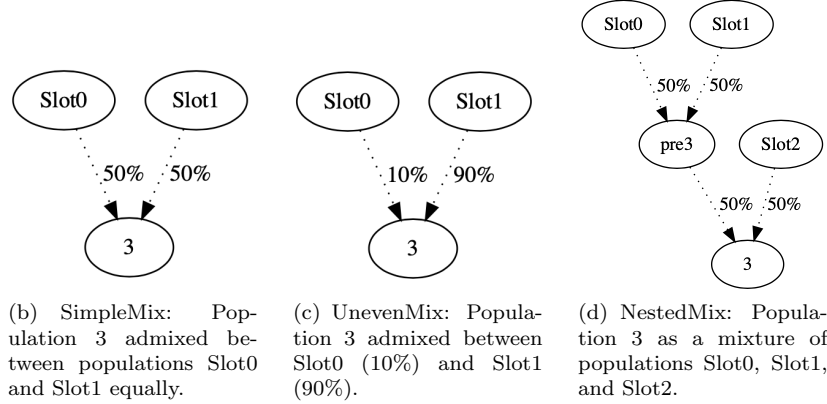 Slot0 Slot1
50% 50%
3
(b) SimpleMix: Pop-
ulation 3 admixed be-
tween populations Slot0
and Slot1 equally.
Slot0 Slot1
10% 90%
3
(c) UnevenMix: Popula-
tion 3 admixed between
Slot0 (10%) and Slot1
(90%).
Slot0 Slot1
50% 50%
pre3 Slot2
50% 50%
3
(d) NestedMix: Popula-
tion 3 as a mixture of
populations Slot0, Slot1,
and Slot2.